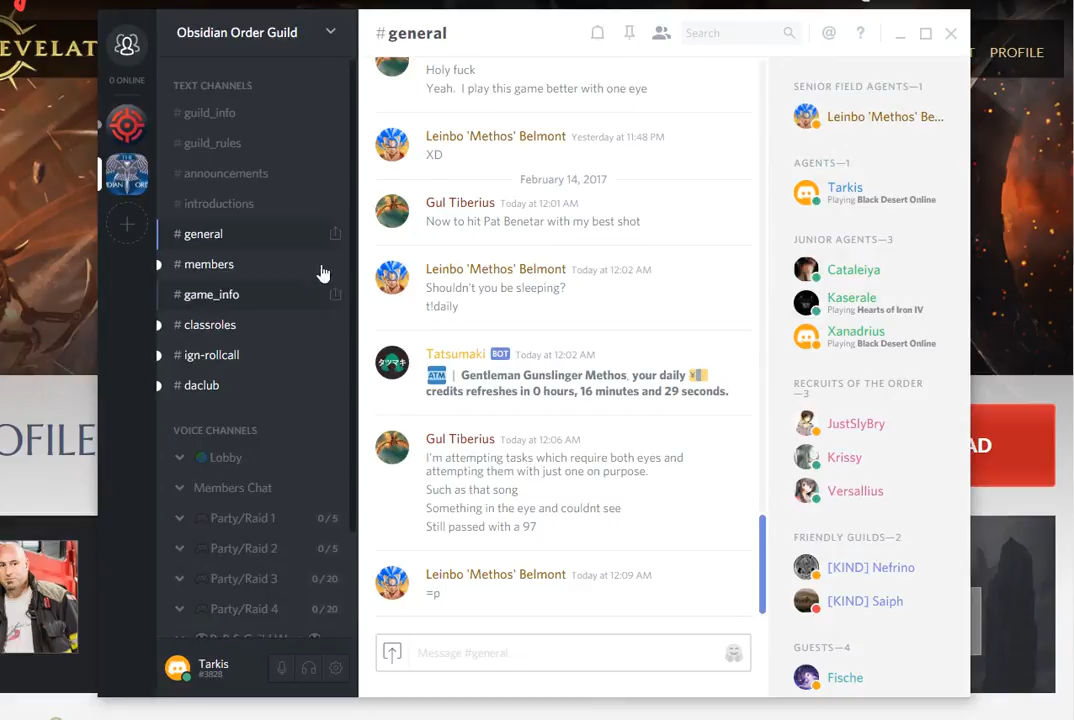 EVELAT
PROFILE
OFILE
AD
0 ONLINE
Obsidian Order Guild
TEXT CHANNELS
# guild_info
# guild_rules
# announcements
# introductions
# general
# members
# game_info
# classroles
# ign-rollcall
# daclub
VOICE CHANNELS
Lobby
Members Chat
Party/Raid 1 0/5
Party/Raid 2 0/5
Party/Raid 3 0/20
Party/Raid 4 0/20
Tarkis
#3828
#general
Search
@ ?
Holy fuck
Yeah. I play this game better with one eye
Leinbo 'Methos' Belmont Yesterday at 11:48 PM
XD
February 14, 2017
Gul Tiberius Today at 12:01 AM
Now to hit Pat Benetar with my best shot
Leinbo 'Methos' Belmont Today at 12:02 AM
Shouldn't you be sleeping?
t!daily
タツマキ
Tatsumaki BOT Today at 12:02 AM
ATM | Gentleman Gunslinger Methos, your daily
credits refreshes in 0 hours, 16 minutes and 29 seconds.
Gul Tiberius Today at 12:06 AM
I'm attempting tasks which require both eyes and
attempting them with just one on purpose.
Such as that song
Something in the eye and couldnt see
Still passed with a 97
Leinbo 'Methos' Belmont Today at 12:09 AM
=p
Message #general
SENIOR FIELD AGENTS—1
Leinbo 'Methos' Be...
AGENTS—1
Tarkis
Playing Black Desert Online
JUNIOR AGENTS—3
Cataleiya
Kaserale
Playing Hearts of Iron IV
Xanadrius
Playing Black Desert Online
RECRUITS OF THE ORDER
—3
JustSlyBry
Krissy
Versallius
FRIENDLY GUILDS—2
[KIND] Nefrino
[KIND] Saiph
GUESTS—4
Fische